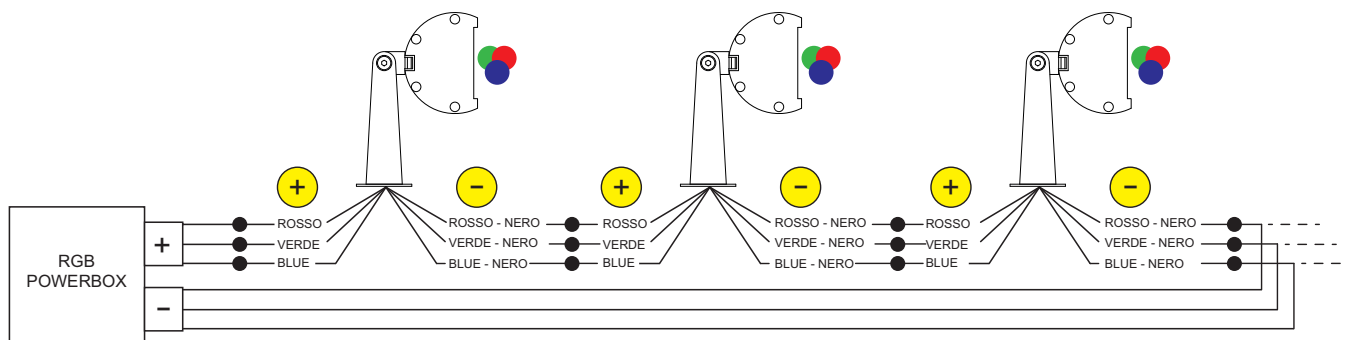 + - + - + -
ROSSO ROSSO - NERO ROSSO ROSSO - NERO ROSSO ROSSO - NERO
+ VERDE VERDE - NERO VERDE VERDE - NERO VERDE VERDE - NERO
BLUE BLUE - NERO BLUE BLUE - NERO BLUE BLUE - NERO
RGB
POWERBOX
-